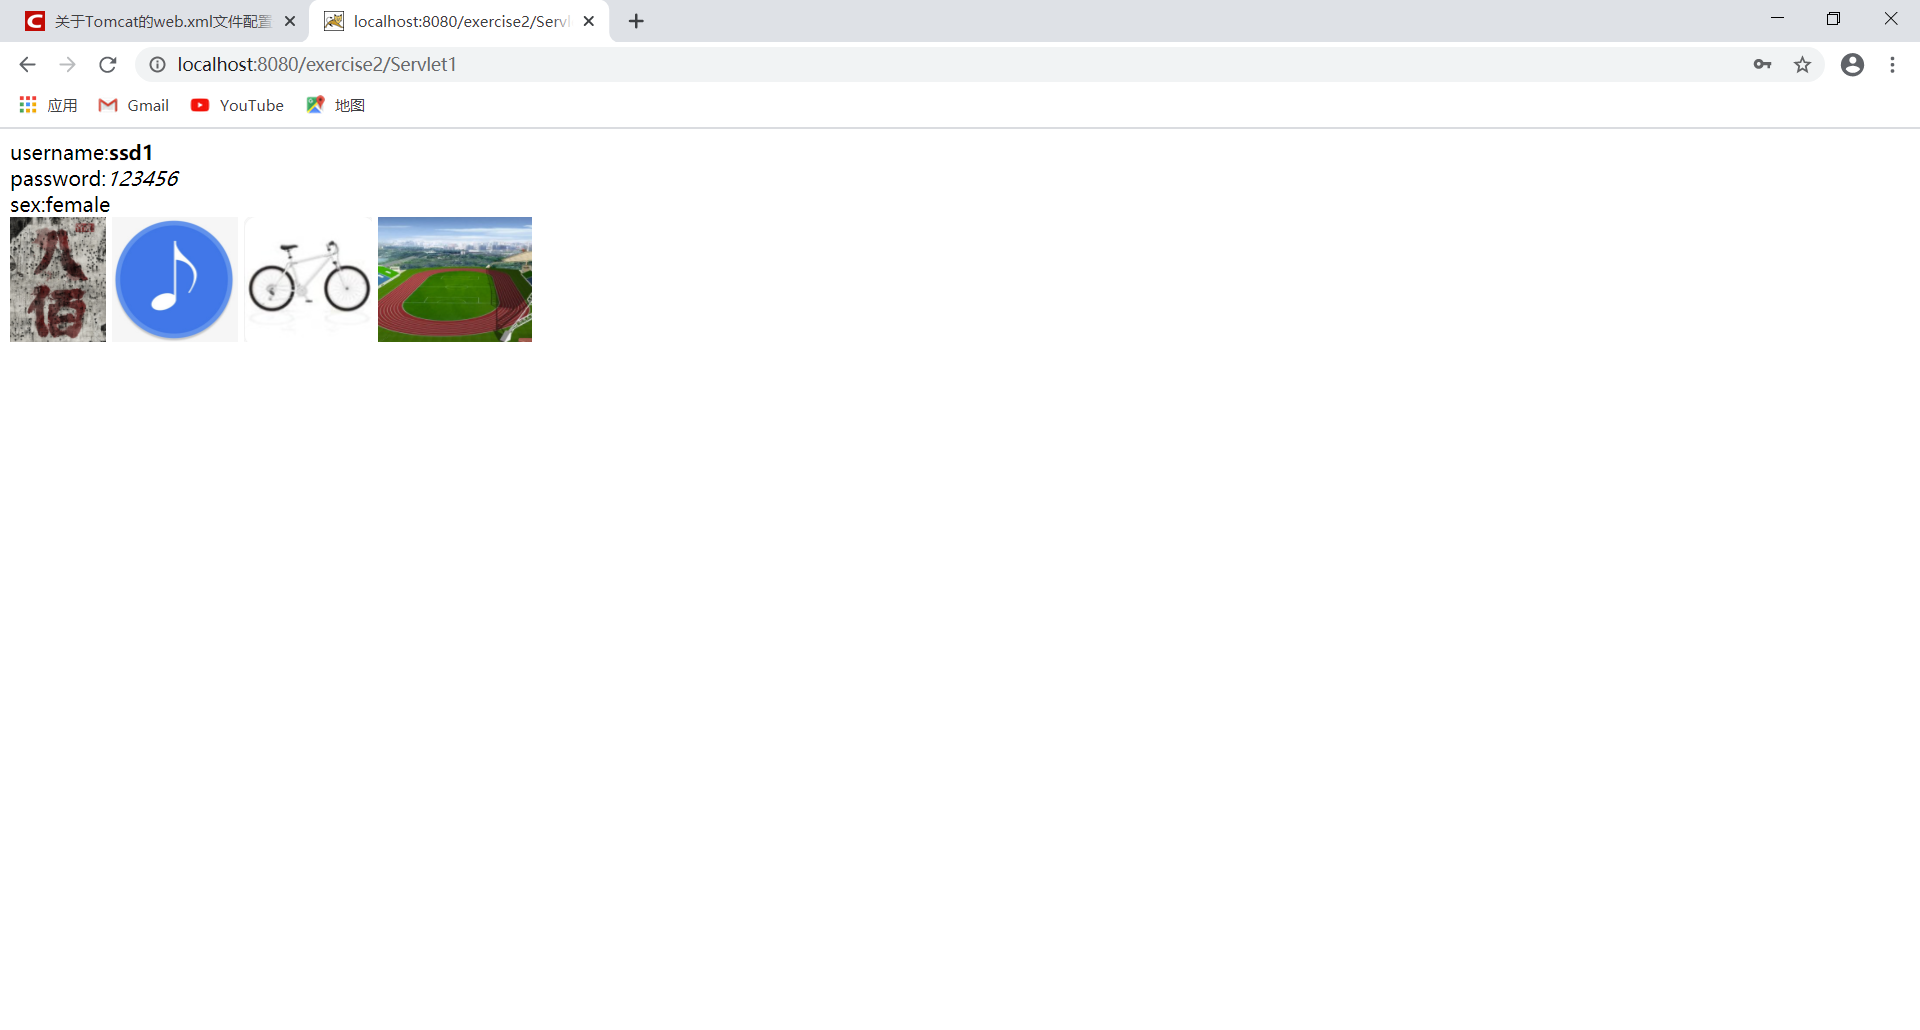 关于Tomcat的web.xml文件配置
localhost:8080/exercise2/Servl
localhost:8080/exercise2/Servlet1
应用 Gmail YouTube 地图
username:ssd1
password:123456
sex:female
八佰